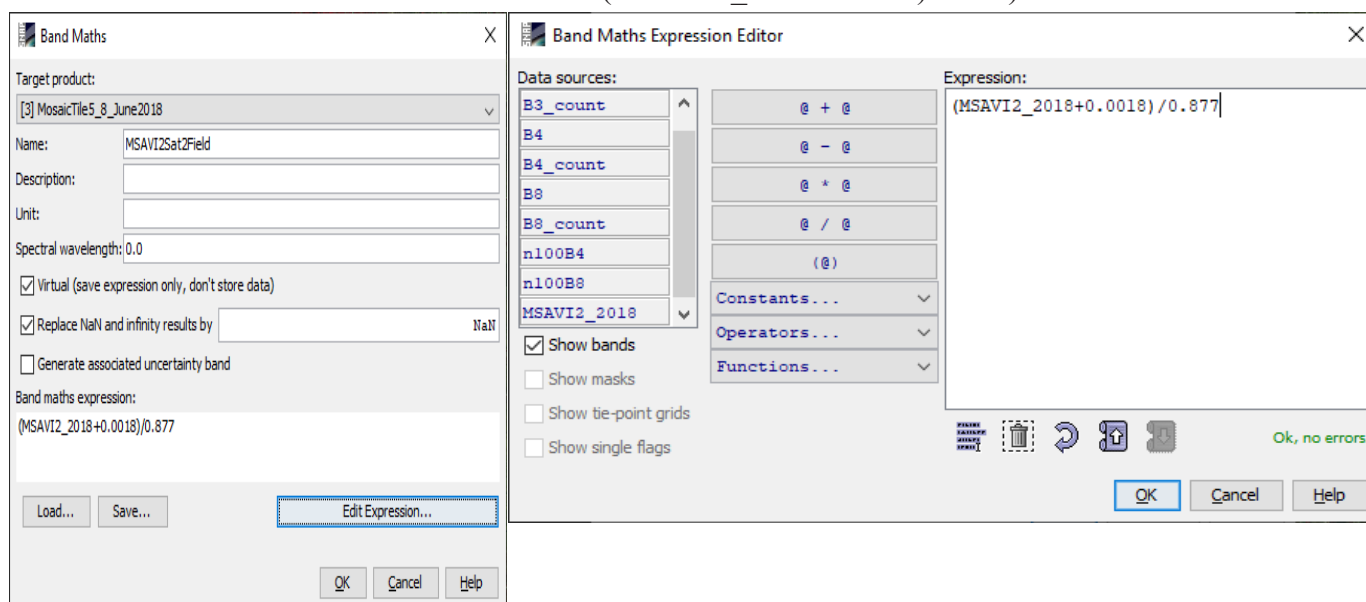 Band Maths
X
Target product:
[3] MosaicTile5_8_June2018
Name: MSAVI2Sat2Field
Description:
Unit:
Spectral wavelength: 0.0
Virtual (save expression only, don't store data)
Replace NaN and infinity results by NaN
Generate associated uncertainty band
Band maths expression:
(MSAVI2_2018+0.0018)/0.877
Load... Save... Edit Expression...
OK Cancel Help
Band Maths Expression Editor
Data sources:
B3_count
B4
B4_count
B8
B8_count
n100B4
n100B8
MSAVI2_2018
Show bands
Show masks
Show tie-point grids
Show single flags
@ + @
@ - @
@ * @
@ / @
(@)
Constants...
Operators...
Functions...
Expression:
(MSAVI2_2018+0.0018)/0.877
Ok, no errors
OK Cancel Help